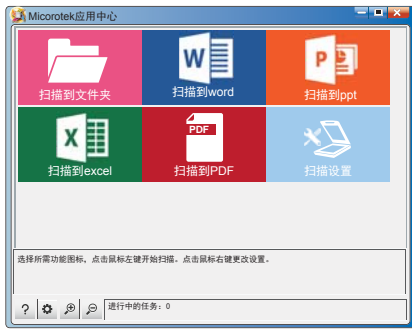 Micorotek应用中心
扫描到文件夹
W
扫描到word
P
扫描到ppt
X
扫描到excel
PDF
扫描到PDF
扫描设置
选择所需功能图标，点击鼠标左键开始扫描。点击鼠标右键更改设置。
?
进行中的任务：0